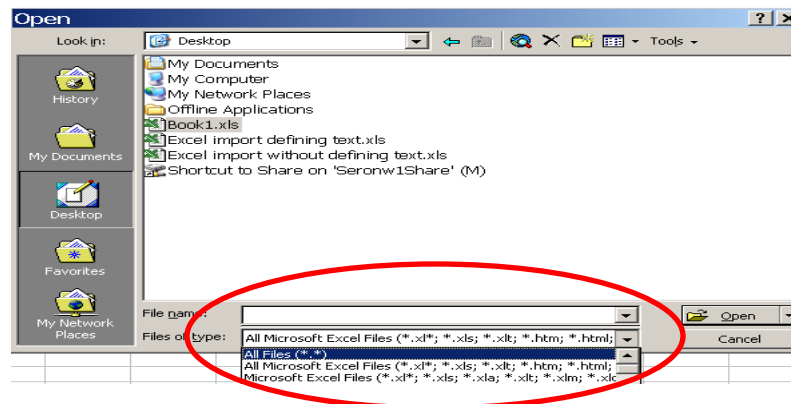 Open
Look in: Desktop Tools
My Documents
My Computer
My Network Places
Offline Applications
Book1.xls
Excel import defining text.xls
Excel import without defining text.xls
Shortcut to Share on 'Seronw1Share' (M)
History
My Documents
Desktop
Favorites
My Network
Places
File name: Open
Files of type: All Microsoft Excel Files (*.xl*; *.xls; *.xlt; *.htm; *.html; Cancel
All Files (*.*)
All Microsoft Excel Files (*.xl*; *.xls; *.xlt; *.htm; *.html;
Microsoft Excel Files (*.xl*; *.xls; *.xla; *.xlt; *.xlm; *.xlc